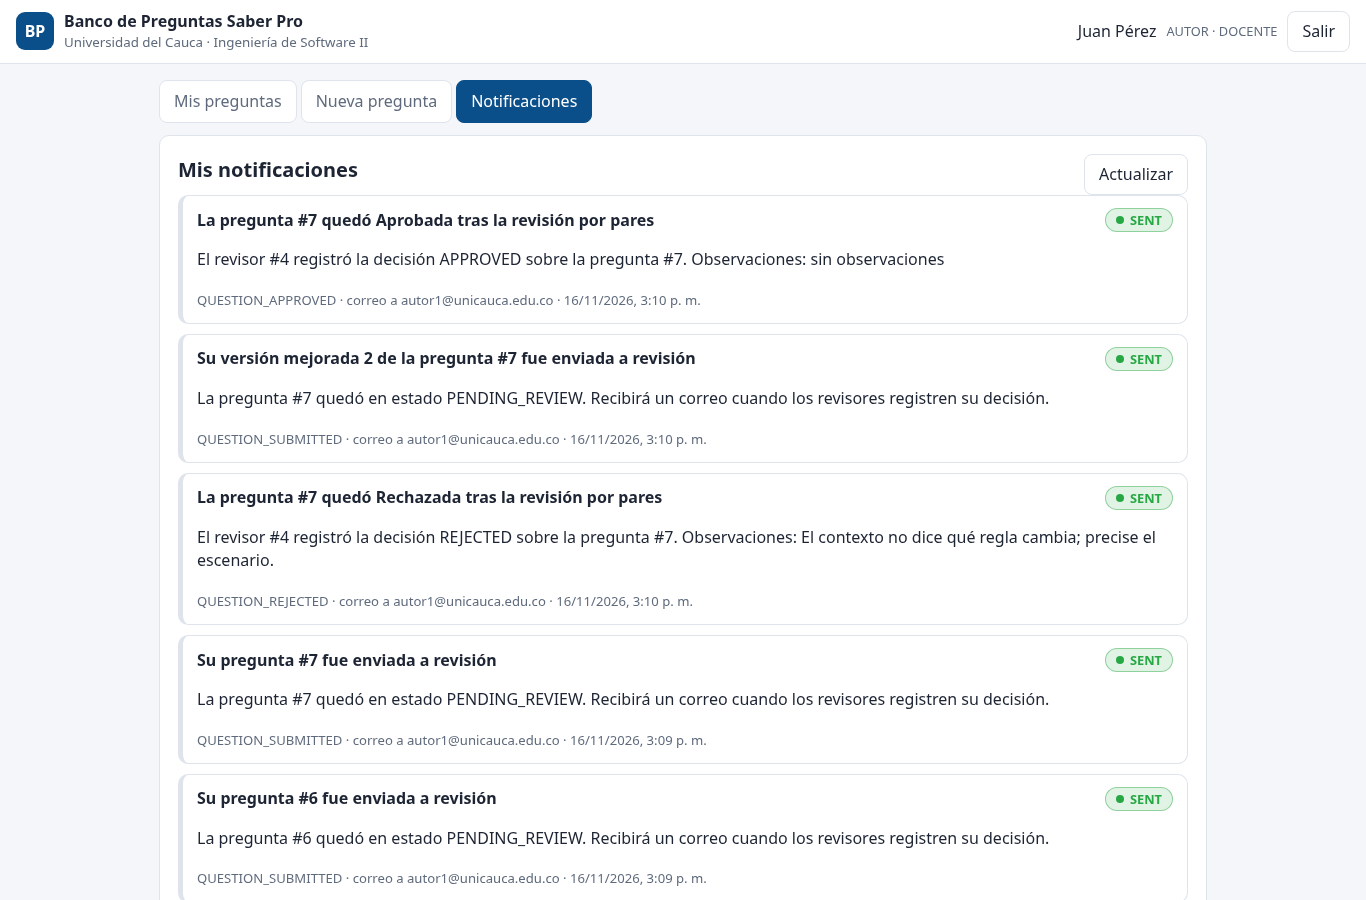 BP
Banco de Preguntas Saber Pro
Universidad del Cauca · Ingeniería de Software II
Juan Pérez AUTOR · DOCENTE Salir
Mis preguntas Nueva pregunta Notificaciones
Mis notificaciones
Actualizar
La pregunta #7 quedó Aprobada tras la revisión por pares
SENT
El revisor #4 registró la decisión APPROVED sobre la pregunta #7. Observaciones: sin observaciones
QUESTION_APPROVED · correo a autor1@unicauca.edu.co · 16/11/2026, 3:10 p. m.
Su versión mejorada 2 de la pregunta #7 fue enviada a revisión
SENT
La pregunta #7 quedó en estado PENDING_REVIEW. Recibirá un correo cuando los revisores registren su decisión.
QUESTION_SUBMITTED · correo a autor1@unicauca.edu.co · 16/11/2026, 3:10 p. m.
La pregunta #7 quedó Rechazada tras la revisión por pares
SENT
El revisor #4 registró la decisión REJECTED sobre la pregunta #7. Observaciones: El contexto no dice qué regla cambia; precise el
escenario.
QUESTION_REJECTED · correo a autor1@unicauca.edu.co · 16/11/2026, 3:10 p. m.
Su pregunta #7 fue enviada a revisión
SENT
La pregunta #7 quedó en estado PENDING_REVIEW. Recibirá un correo cuando los revisores registren su decisión.
QUESTION_SUBMITTED · correo a autor1@unicauca.edu.co · 16/11/2026, 3:09 p. m.
Su pregunta #6 fue enviada a revisión
SENT
La pregunta #6 quedó en estado PENDING_REVIEW. Recibirá un correo cuando los revisores registren su decisión.
QUESTION_SUBMITTED · correo a autor1@unicauca.edu.co · 16/11/2026, 3:09 p. m.